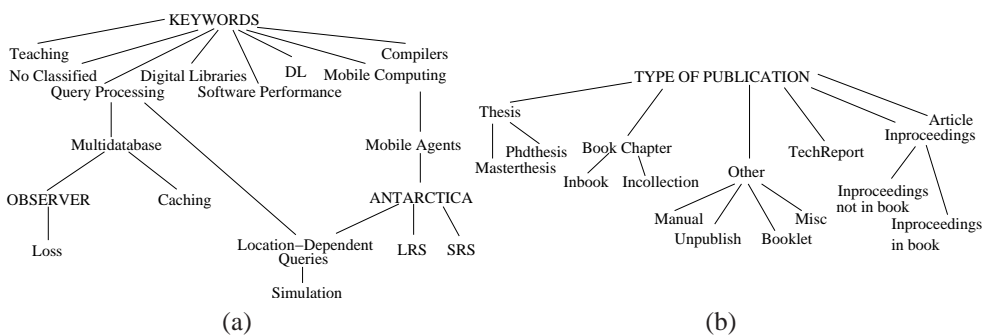 KEYWORDS
Teaching
Compilers
No Classified
Digital Libraries
DL
Mobile Computing
Query Processing
Software Performance
Multidatabase
Mobile Agents
OBSERVER
Caching
ANTARCTICA
Loss
Location-Dependent
Queries
LRS
SRS
Simulation
(a)
TYPE OF PUBLICATION
Thesis
Article
Inproceedings
Phdthesis
Masterthesis
Book Chapter
TechReport
Inbook
Incollection
Other
Inproceedings
not in book
Inproceedings
in book
Manual
Misc
Unpublish
Booklet
(b)